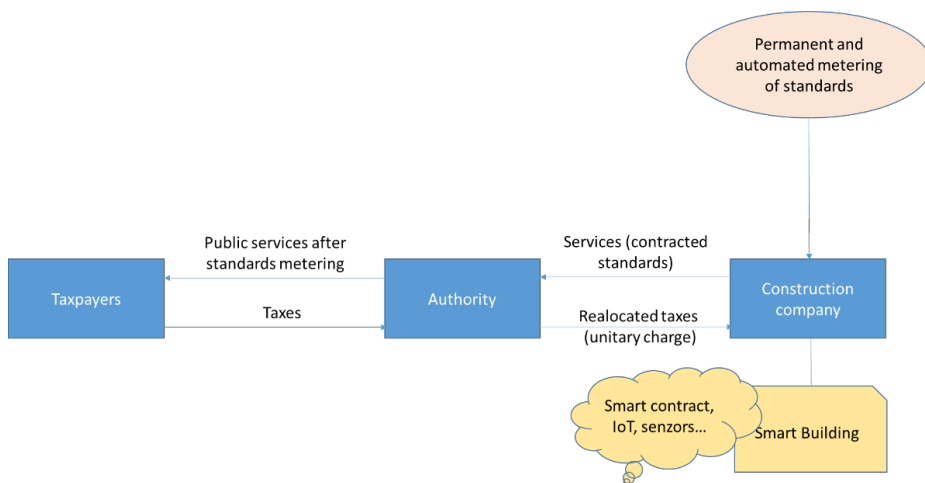 Permanent and
automated metering
of standards
Public services after
standards metering
Services (contracted
standards)
Taxpayers
Authority
Construction
company
Taxes
Realocated taxes
(unitary charge)
Smart contract,
IoT, senzors...
Smart Building